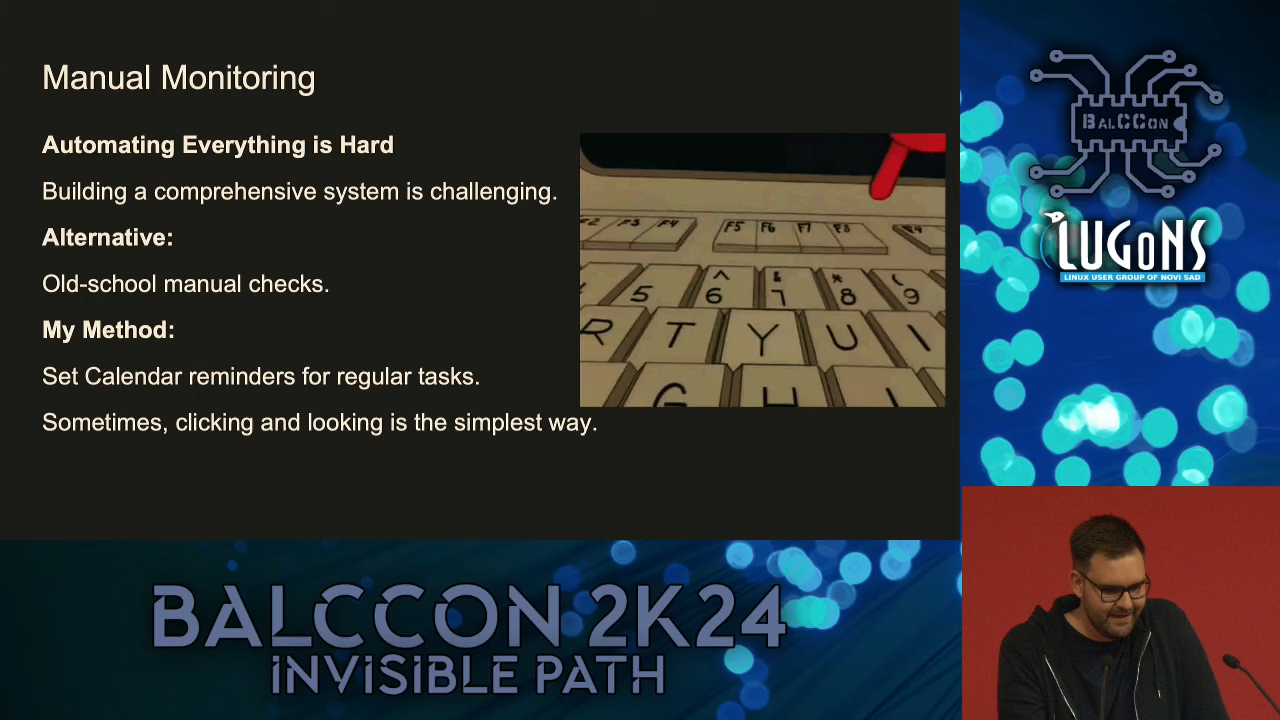 Manual Monitoring
Automating Everything is Hard
Building a comprehensive system is challenging.
Alternative:
Old-school manual checks.
My Method:
Set Calendar reminders for regular tasks.
Sometimes, clicking and looking is the simplest way.
F3 F4 F5 F6 F7 F8
^ & * (
5 6 7 8 9
R T Y U I
G H
BALCCON
LUGONS
LINUX USER GROUP OF NOVI SAD
BALCCON 2K24
INVISIBLE PATH